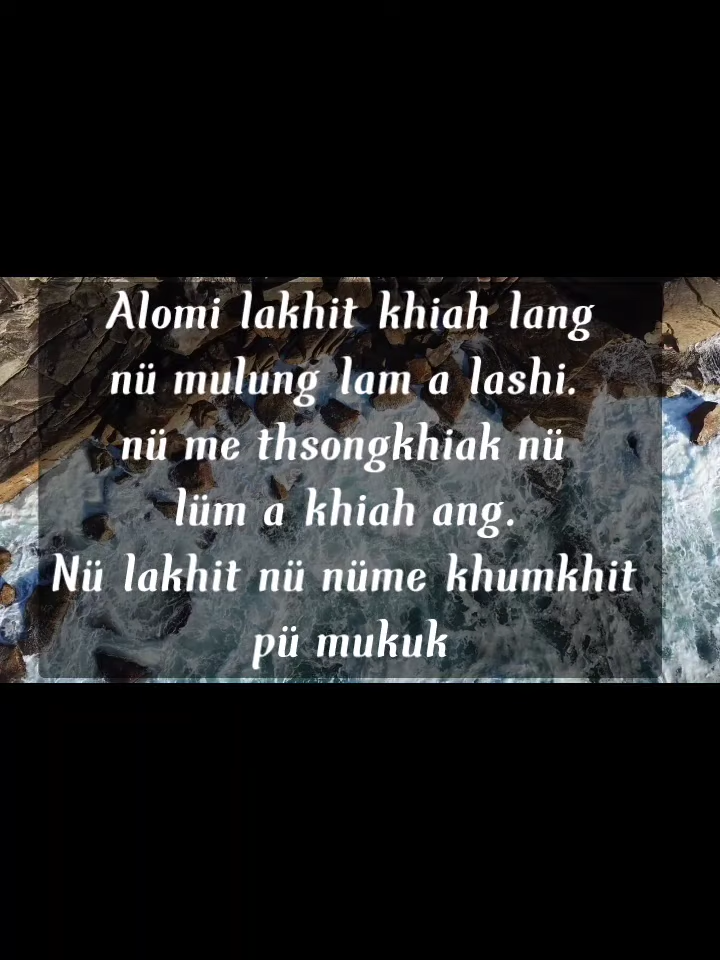 Alomi lakhit khiah lang
nü mulung lam a lashi.
nü me thsongkhiak nü
lüm a khiah ang.
Nü lakhit nü nüme khumkhit
pü mukuk